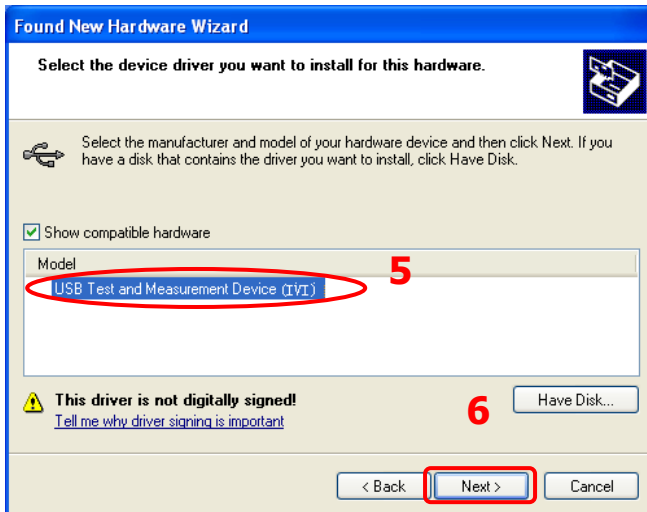 Found New Hardware Wizard
Select the device driver you want to install for this hardware.
Select the manufacturer and model of your hardware device and then click Next. If you
have a disk that contains the driver you want to install, click Have Disk.
Show compatible hardware
Model
5
USB Test and Measurement Device (IVI)
This driver is not digitally signed!
Tell me why driver signing is important
6
Have Disk...
< Back
Next >
Cancel